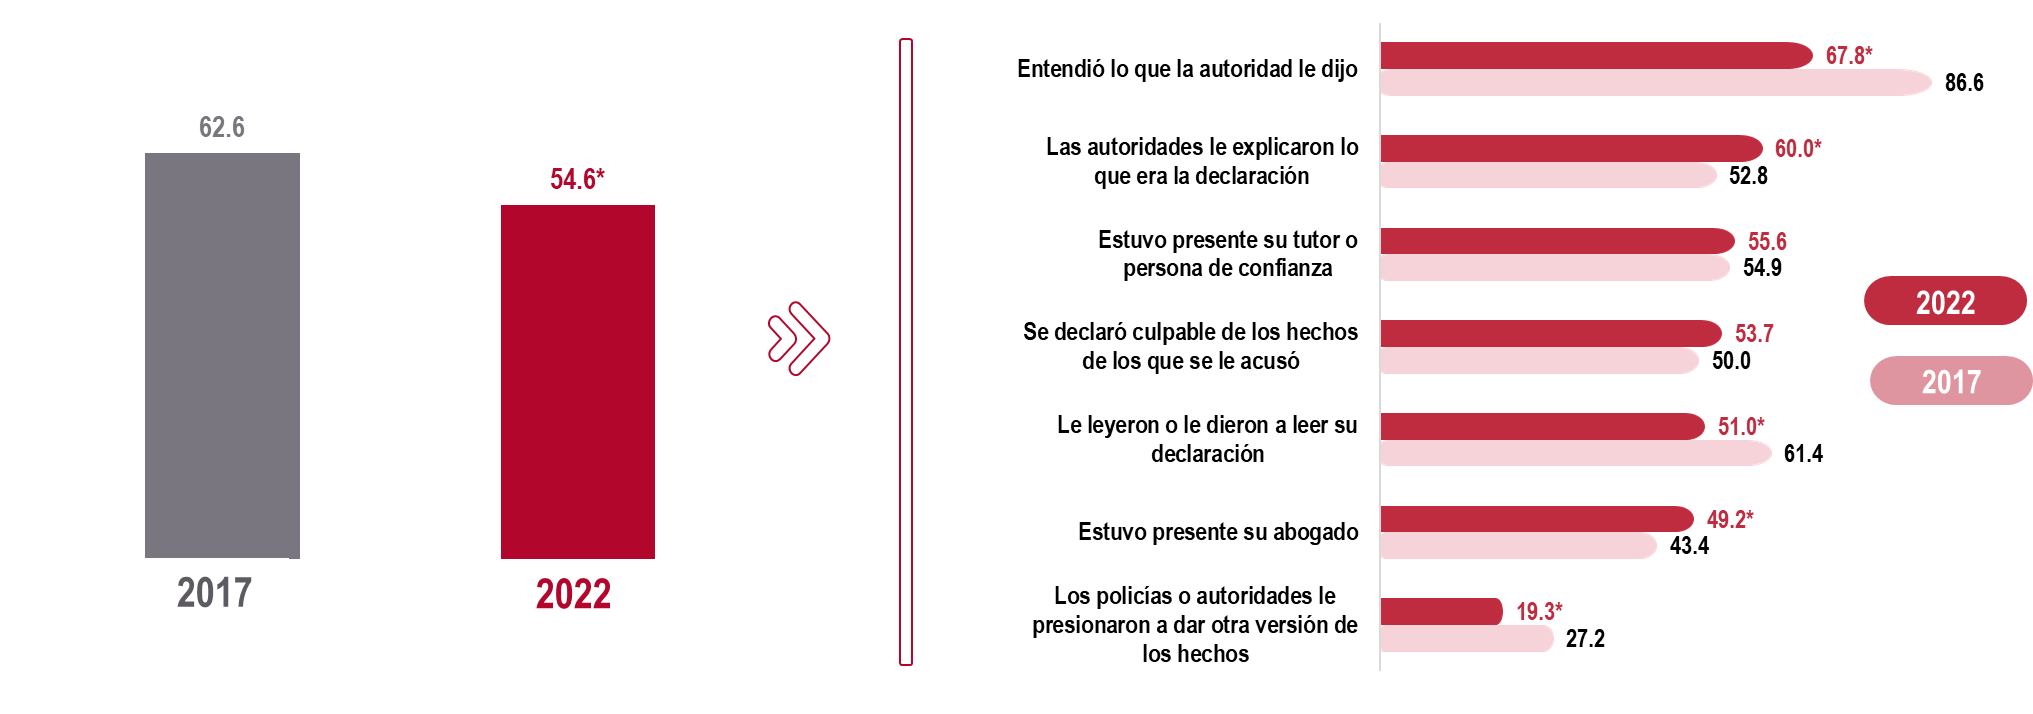 62.6
54.6*
2017
2022
Entendió lo que la autoridad le dijo
67.8*
86.6
Las autoridades le explicaron lo
que era la declaración
60.0*
52.8
Estuvo presente su tutor o
persona de confianza
55.6
54.9
Se declaró culpable de los hechos
de los que se le acusó
53.7
50.0
Le leyeron o le dieron a leer su
declaración
51.0*
61.4
Estuvo presente su abogado
49.2*
43.4
Los policías o autoridades le
presionaron a dar otra versión de
los hechos
19.3*
27.2
2022
2017